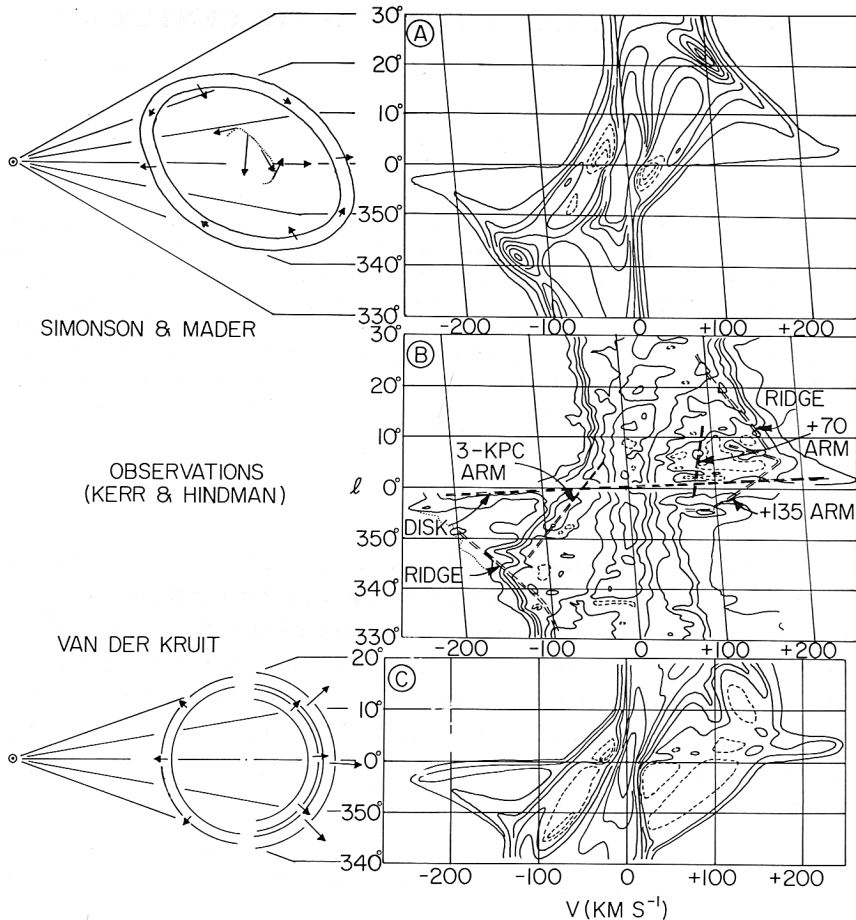 A
30°
20°
10°
0°
350°
340°
330°
-200
-100
0
+100
+200
SIMONSON & MADER
B
30°
20°
10°
0°
350°
340°
330°
ℓ
RIDGE
+70
ARM
3-KPC
ARM
+135 ARM
DISK
RIDGE
OBSERVATIONS
(KERR & HINDMAN)
-200
-100
0
+100
+200
VAN DER KRUIT
C
20°
10°
0°
350°
340°
-200
-100
0
+100
+200
V (KM S⁻¹)